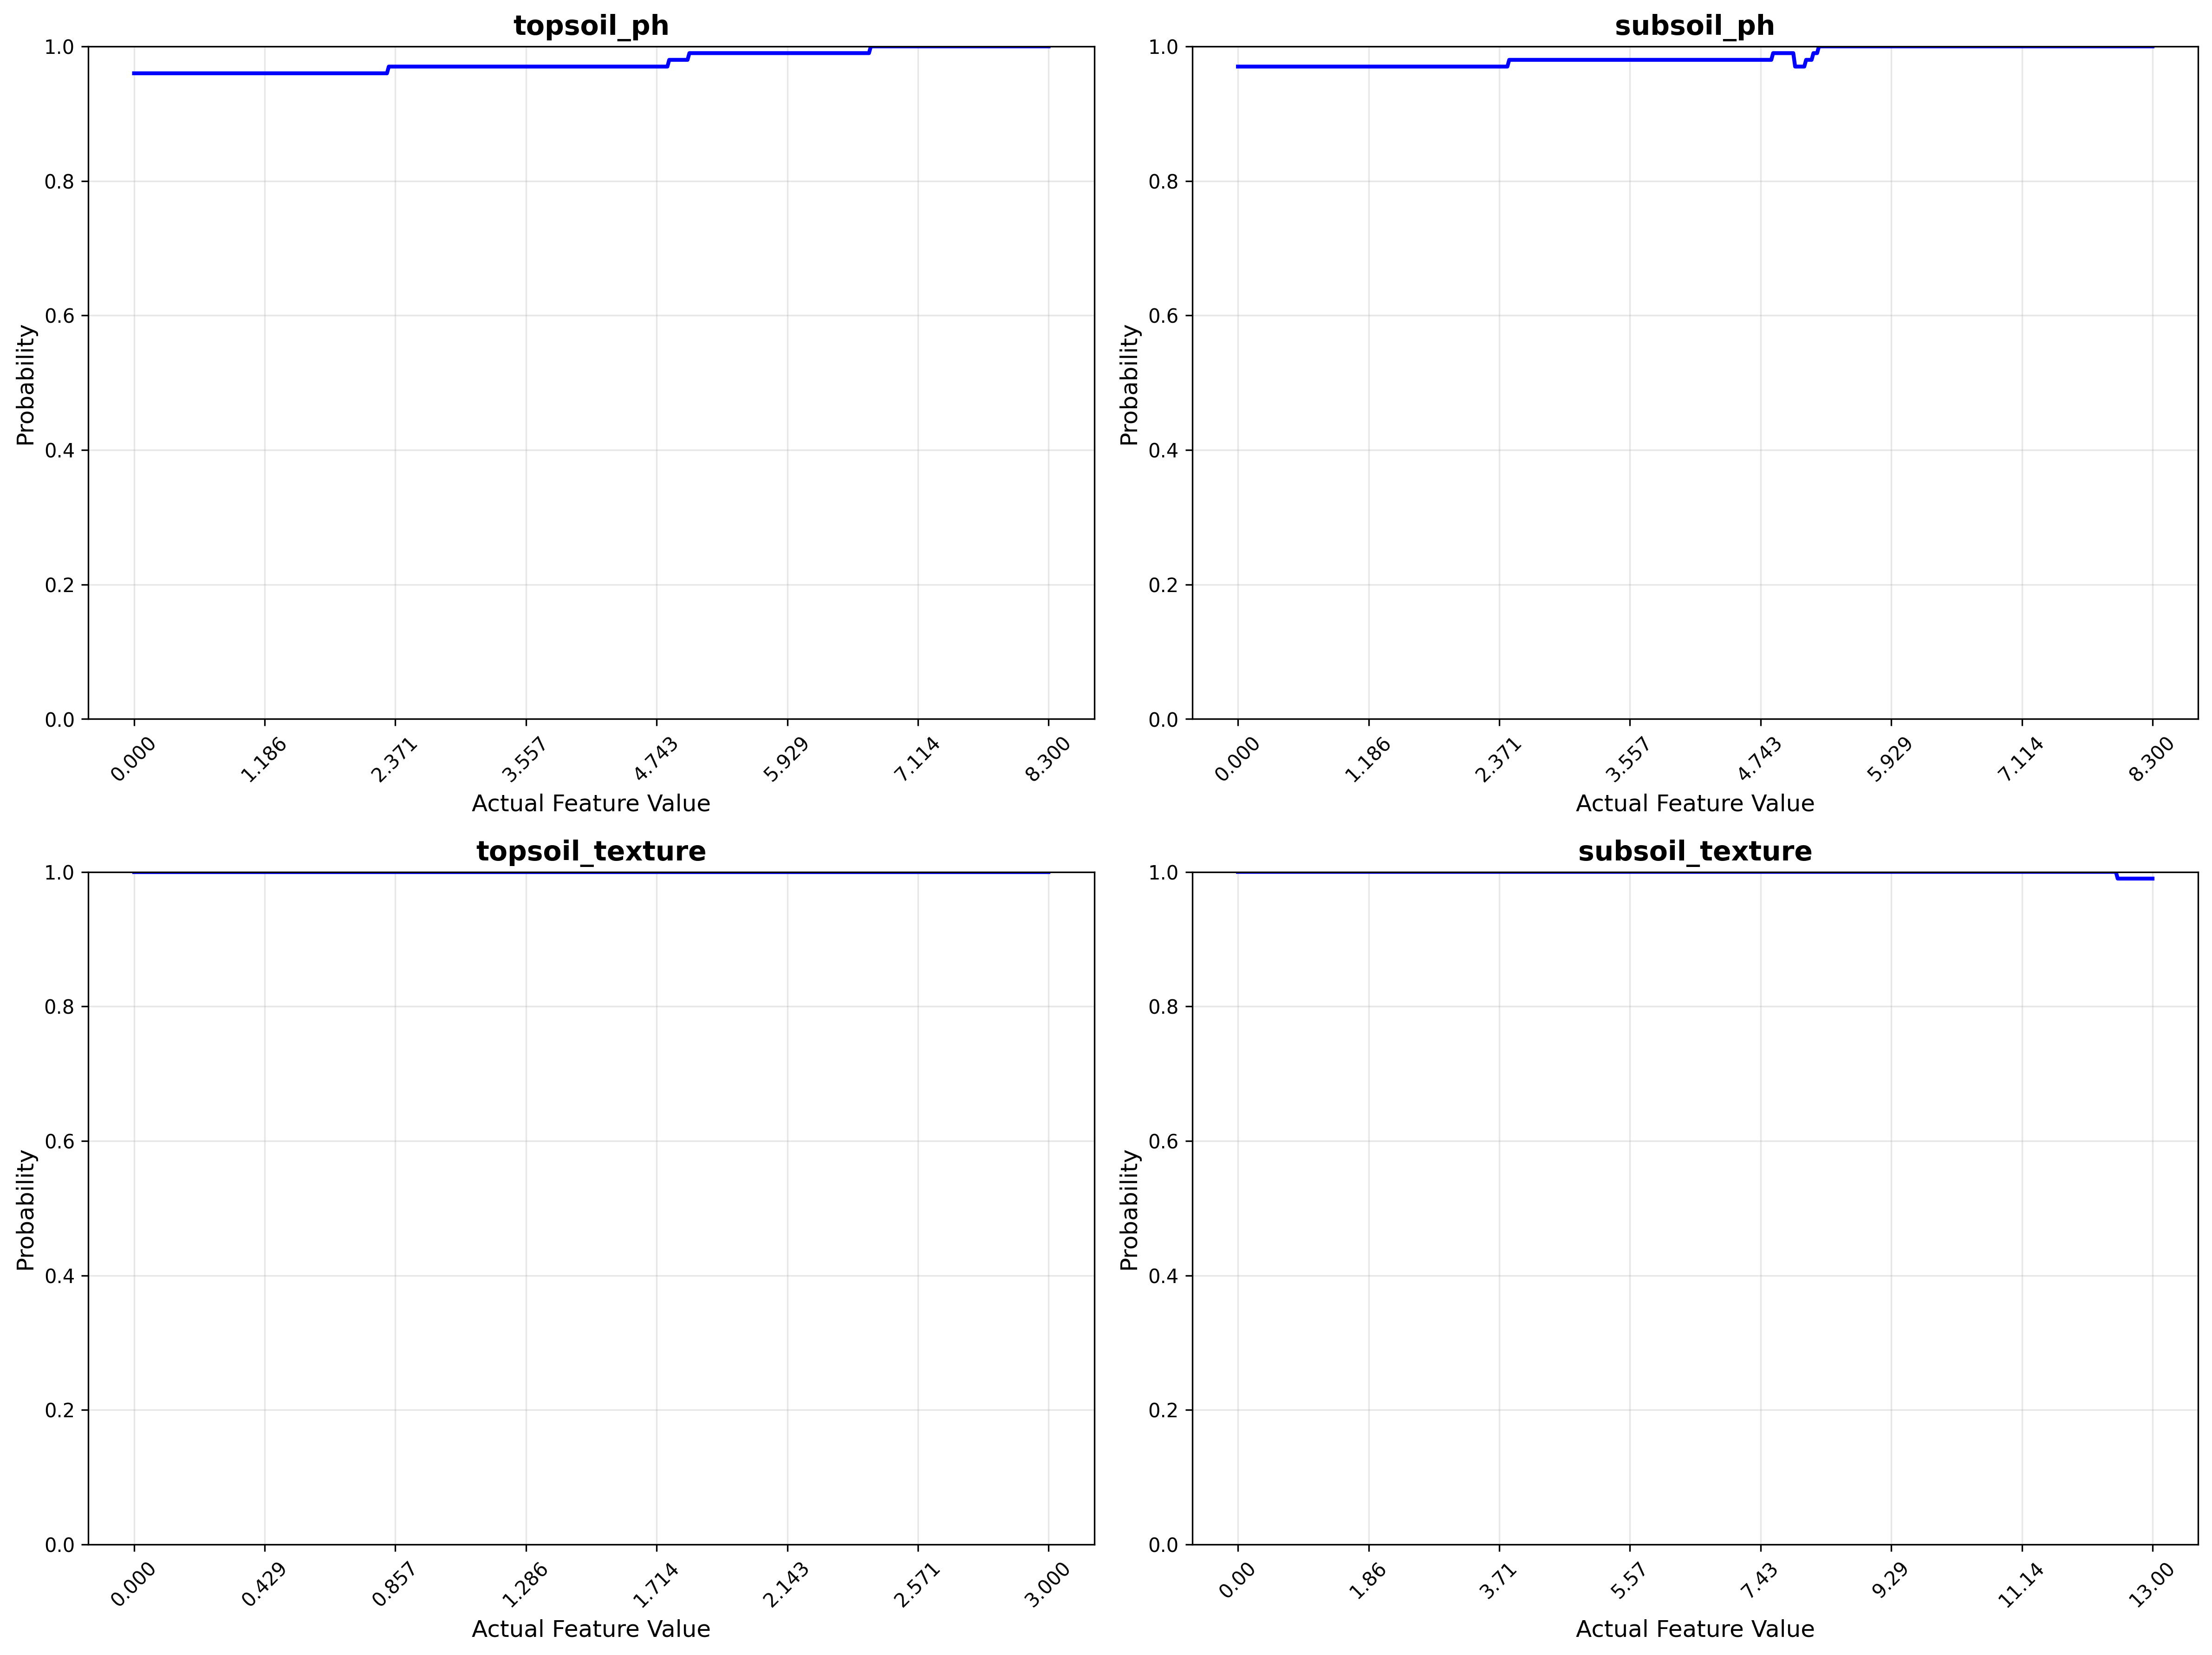 topsoil_ph
1.0
0.8
0.6
0.4
0.2
0.0
Probability
0.000 1.186 2.371 3.557 4.743 5.929 7.114 8.300
Actual Feature Value
subsoil_ph
1.0
0.8
0.6
0.4
0.2
0.0
Probability
0.000 1.186 2.371 3.557 4.743 5.929 7.114 8.300
Actual Feature Value
topsoil_texture
1.0
0.8
0.6
0.4
0.2
0.0
Probability
0.000 0.429 0.857 1.286 1.714 2.143 2.571 3.000
Actual Feature Value
subsoil_texture
1.0
0.8
0.6
0.4
0.2
0.0
Probability
0.00 1.86 3.71 5.57 7.43 9.29 11.14 13.00
Actual Feature Value